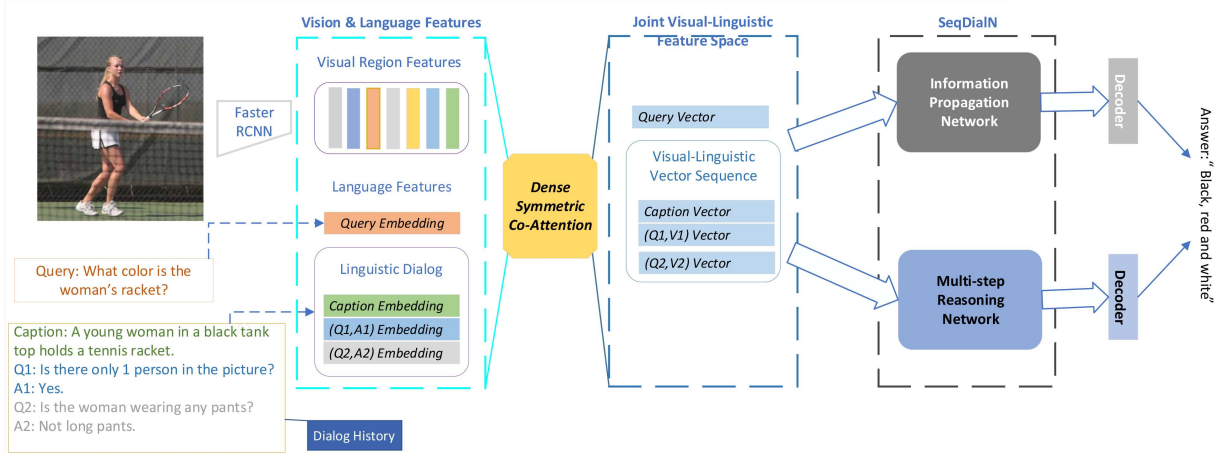 Vision & Language Features
Visual Region Features
Faster
RCNN
Language Features
Query Embedding
Linguistic Dialog
Caption Embedding
(Q1,A1) Embedding
(Q2,A2) Embedding
Query: What color is the
woman's racket?
Caption: A young woman in a black tank
top holds a tennis racket.
Q1: Is there only 1 person in the picture?
A1: Yes.
Q2: Is the woman wearing any pants?
A2: Not long pants.
Dialog History
Dense
Symmetric
Co-Attention
Joint Visual-Linguistic
Feature Space
Query Vector
Visual-Linguistic
Vector Sequence
Caption Vector
(Q1,V1) Vector
(Q2,V2) Vector
SeqDialN
Information
Propagation
Network
Multi-step
Reasoning
Network
Decoder
Decoder
Answer:" Black, red and white"